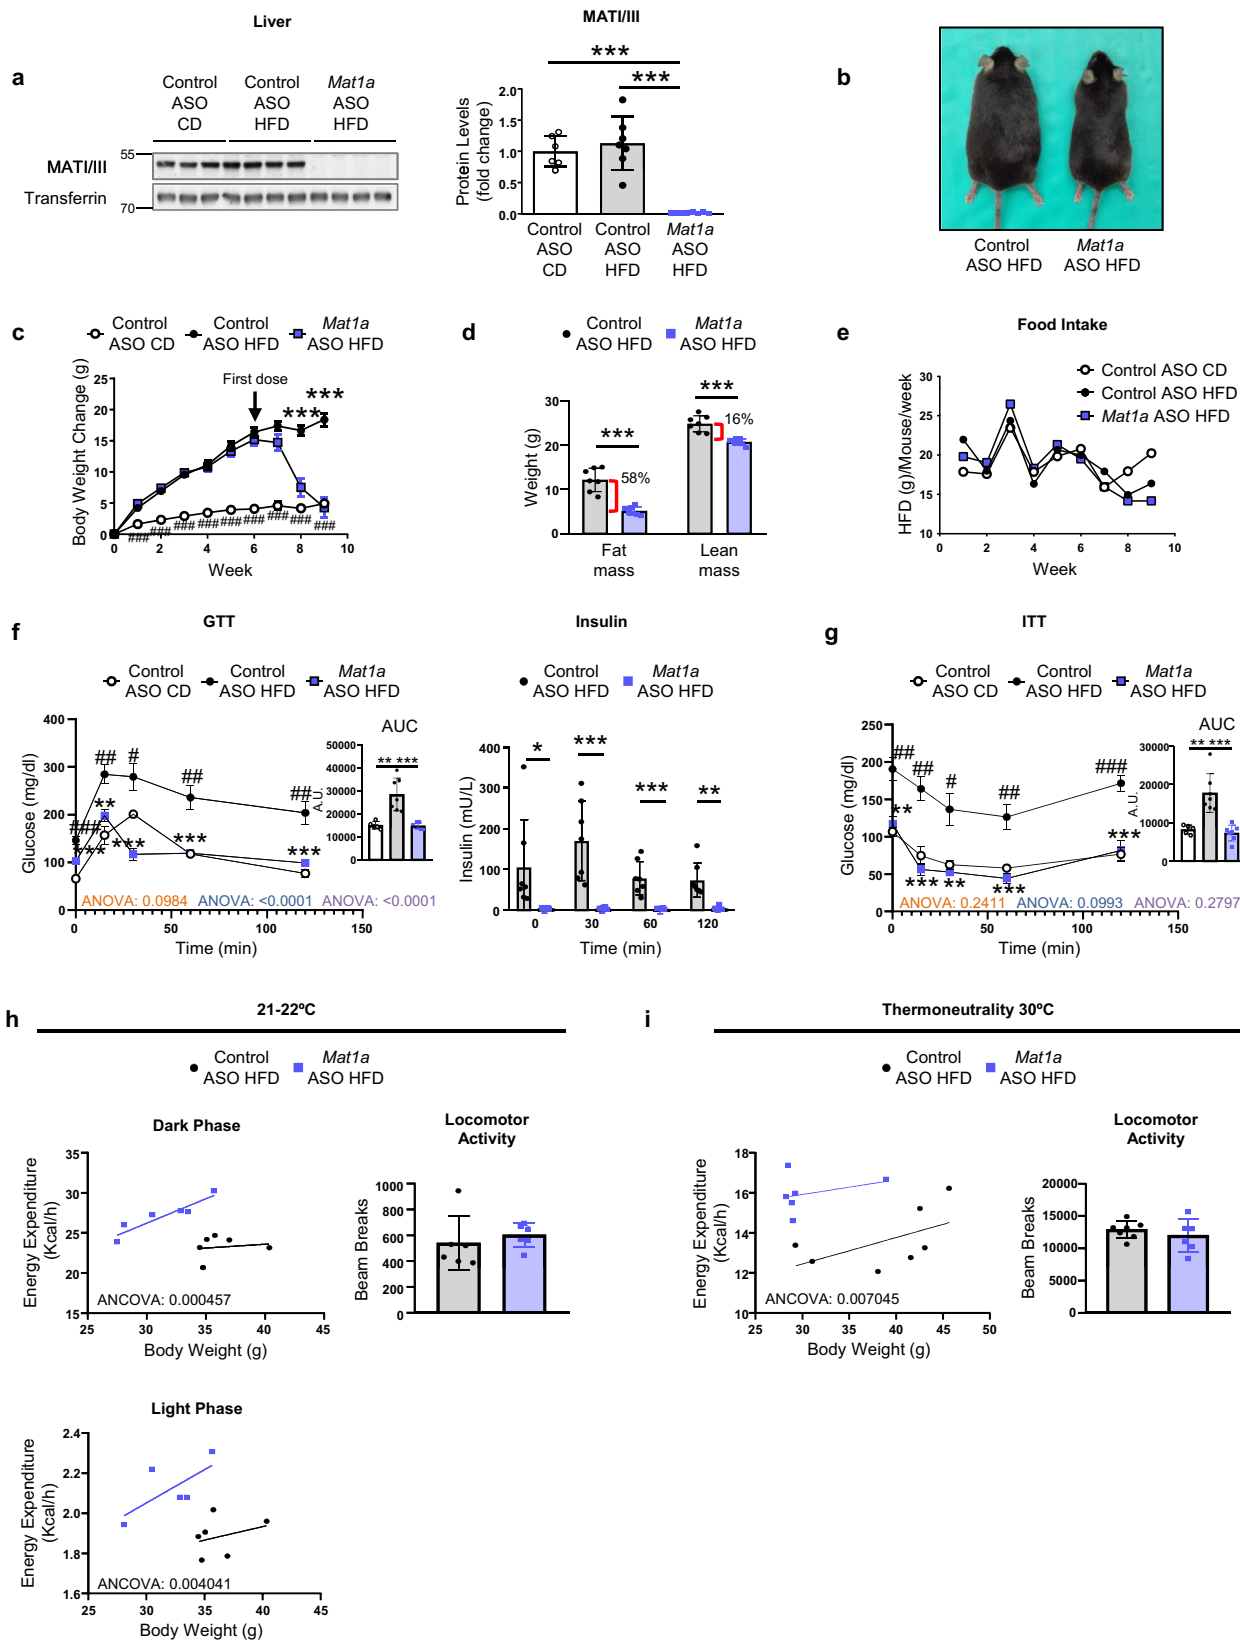 Liver
MATI/III
a
Control
ASO
CD
Control
ASO
HFD
Mat1a
ASO
HFD
55
MATI/III
Transferrin
70
***
***
Protein Levels
(fold change)
2.0
1.5
1.0
0.5
0.0
Control
ASO
CD
Control
ASO
HFD
Mat1a
ASO
HFD
b
Control
ASO HFD
Mat1a
ASO HFD
c
Control
ASO CD
Control
ASO HFD
Mat1a
ASO HFD
Body Weight Change (g)
25
20
15
10
5
0
First dose
***
***
### ### ### ### ### ### ### ### ###
0 2 4 6 8 10
Week
d
Control
ASO HFD
Mat1a
ASO HFD
Weight (g)
30
20
10
0
***
58%
***
16%
Fat
mass
Lean
mass
e
Food Intake
Control ASO CD
Control ASO HFD
Mat1a ASO HFD
HFD (g)/Mouse/week
30
25
20
15
10
0 2 4 6 8 10
Week
f
GTT
Control
ASO CD
Control
ASO HFD
Mat1a
ASO HFD
Glucose (mg/dl)
400
300
200
100
0
## # ## ##
###
**
*** *** *** ***
ANOVA: 0.0984 ANOVA: <0.0001 ANOVA: <0.0001
0 50 100 150
Time (min)
AUC
A.U.
50000
40000
30000
20000
10000
0
** ***
Insulin
Control
ASO HFD
Mat1a
ASO HFD
Insulin (mU/L)
400
300
200
100
0
* *** *** **
0 30 60 120
Time (min)
g
ITT
Control
ASO CD
Control
ASO HFD
Mat1a
ASO HFD
Glucose (mg/dl)
250
200
150
100
50
0
## ## # ## ###
**
*** ** *** ***
ANOVA: 0.2411 ANOVA: 0.0993 ANOVA: 0.2797
0 50 100 150
Time (min)
AUC
A.U.
30000
20000
10000
0
** ***
h
21-22ºC
Control
ASO HFD
Mat1a
ASO HFD
Dark Phase
Energy Expenditure
(Kcal/h)
35
30
25
20
15
ANCOVA: 0.000457
25 30 35 40 45
Body Weight (g)
Locomotor
Activity
Beam Breaks
1000
800
600
400
200
0
Light Phase
Energy Expenditure
(Kcal/h)
2.4
2.2
2.0
1.8
1.6
ANCOVA: 0.004041
25 30 35 40 45
Body Weight (g)
i
Thermoneutrality 30ºC
Control
ASO HFD
Mat1a
ASO HFD
Energy Expenditure
(Kcal/h)
18
16
14
12
10
ANCOVA: 0.007045
25 30 35 40 45 50
Body Weight (g)
Locomotor
Activity
Beam Breaks
20000
15000
10000
5000
0